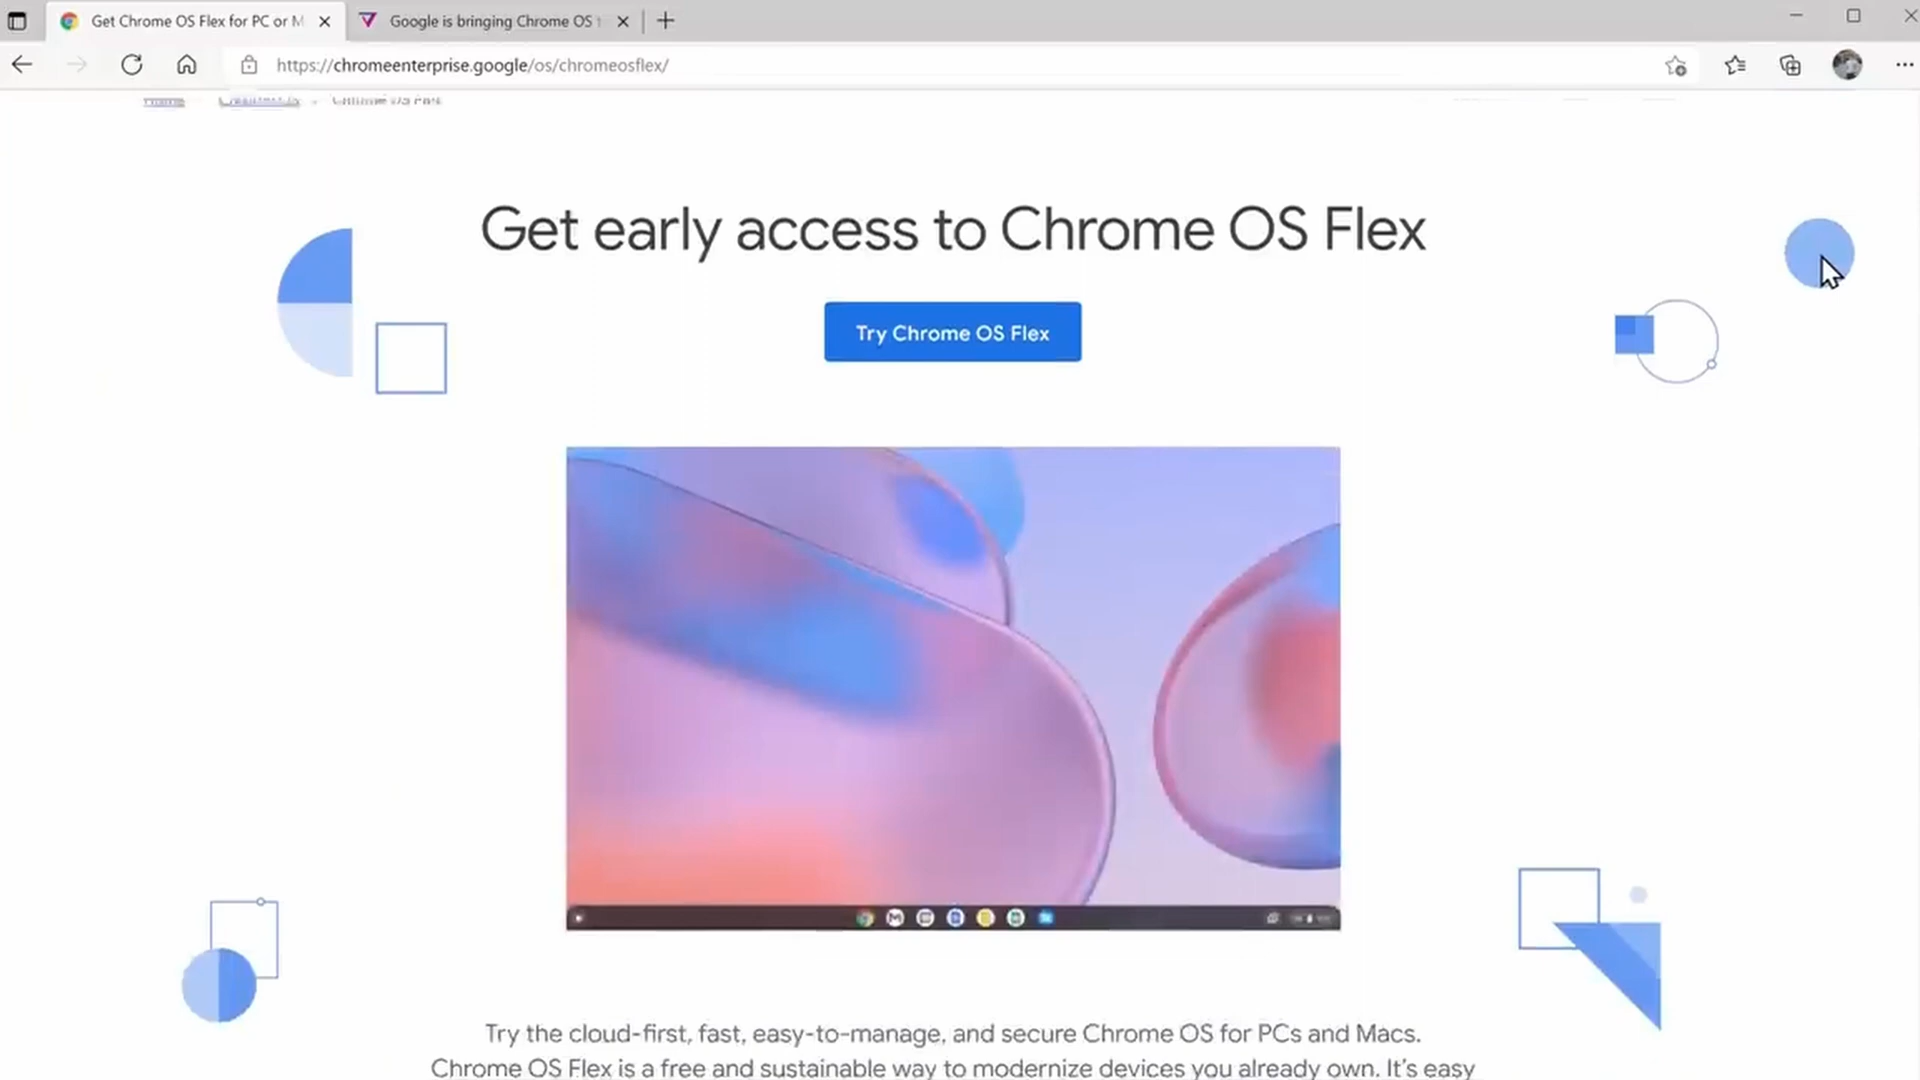 Get Chrome OS Flex for PC or M
Google is bringing Chrome OS t
https://chromeenterprise.google/os/chromeosflex/
Chrome OS Flex
Get early access to Chrome OS Flex
Try Chrome OS Flex
Try the cloud-first, fast, easy-to-manage, and secure Chrome OS for PCs and Macs.
Chrome OS Flex is a free and sustainable way to modernize devices you already own. It's easy